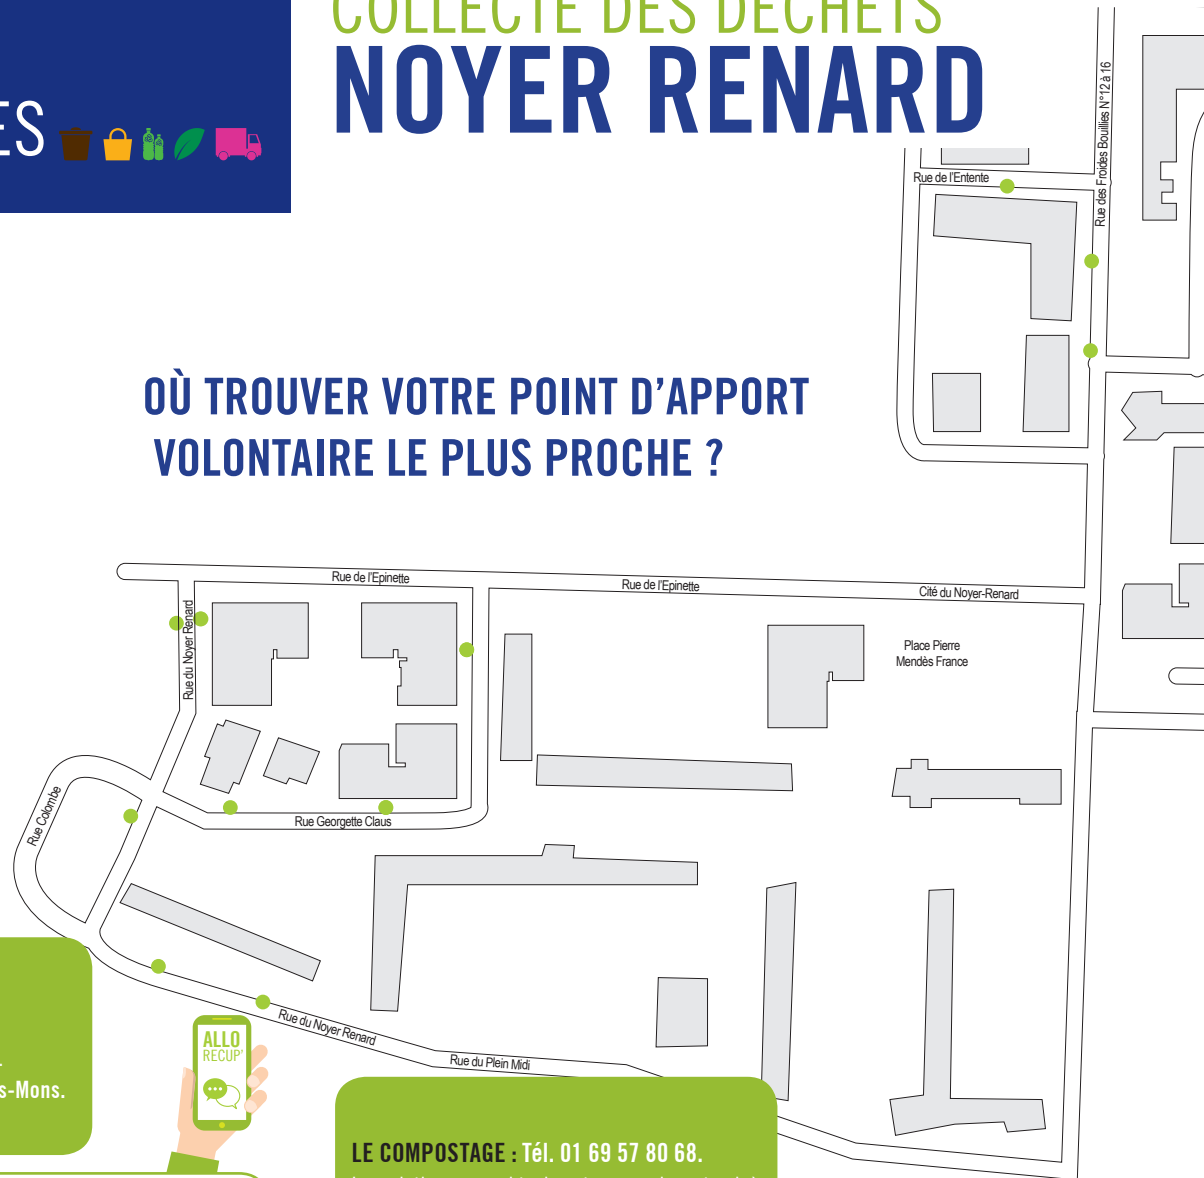 COLLECTE DES DÉCHETS
NOYER RENARD
ES
Rue de l'Entente
Rue des Froides Bouillies N°12 à 16
OÙ TROUVER VOTRE POINT D'APPORT
VOLONTAIRE LE PLUS PROCHE ?
Rue de l'Epinette
Rue de l'Epinette
Cité du Noyer-Renard
Rue du Noyer Renard
Place Pierre
Mendès France
Rue Colombe
Rue Georgette Claus
Rue du Noyer Renard
Rue du Plein Midi
ALLO
RECUP'
s-Mons.
LE COMPOSTAGE : Tél. 01 69 57 80 68.